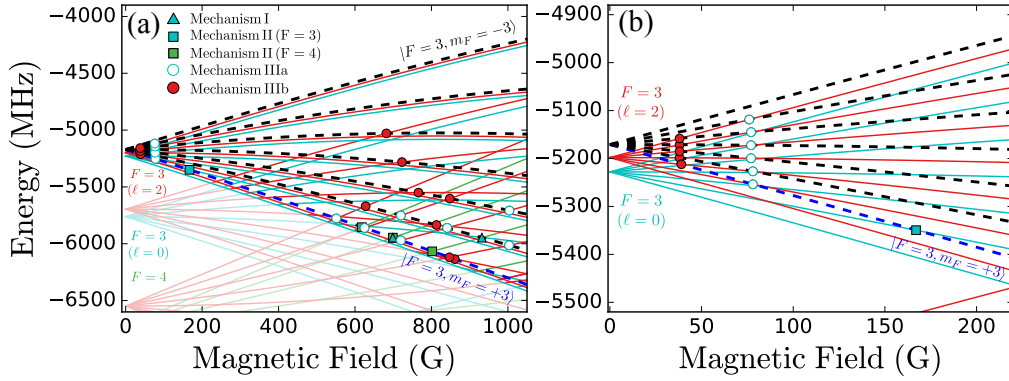 (a)
Mechanism I
Mechanism II (F = 3)
Mechanism II (F = 4)
Mechanism IIIa
Mechanism IIIb
|F = 3, m_F = −3⟩
−4000
−4500
−5000
−5500
−6000
−6500
Energy (MHz)
F = 3
(ℓ = 2)
F = 3
(ℓ = 0)
F = 4
|F = 3, m_F = +3⟩
0
200
400
600
800
1000
Magnetic Field (G)
(b)
−4900
−5000
−5100
−5200
−5300
−5400
−5500
F = 3
(ℓ = 2)
F = 3
(ℓ = 0)
|F = 3, m_F = +3⟩
0
50
100
150
200
Magnetic Field (G)